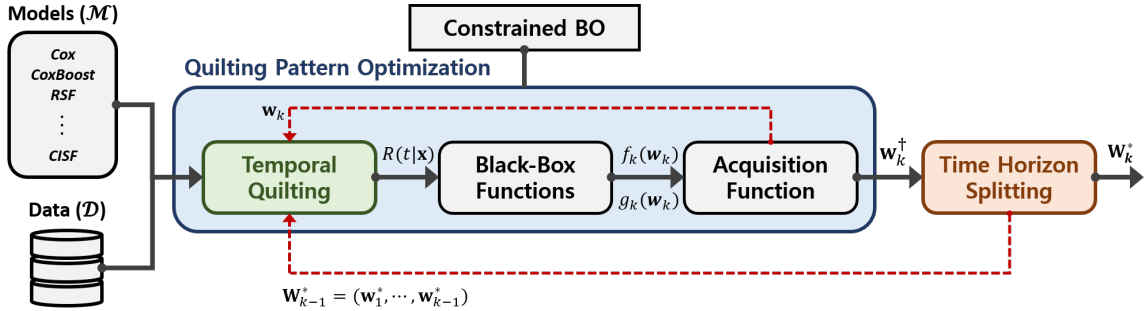 Models (ℳ)
Cox
CoxBoost
RSF
⋮
CISF
Data (𝒟)
Constrained BO
Quilting Pattern Optimization
w_k
Temporal
Quilting
R(t|x)
Black-Box
Functions
f_k(w_k)
g_k(w_k)
Acquisition
Function
w_k^†
Time Horizon
Splitting
W_k^*
W_{k−1}^* = (w_1^*, ⋯, w_{k−1}^*)